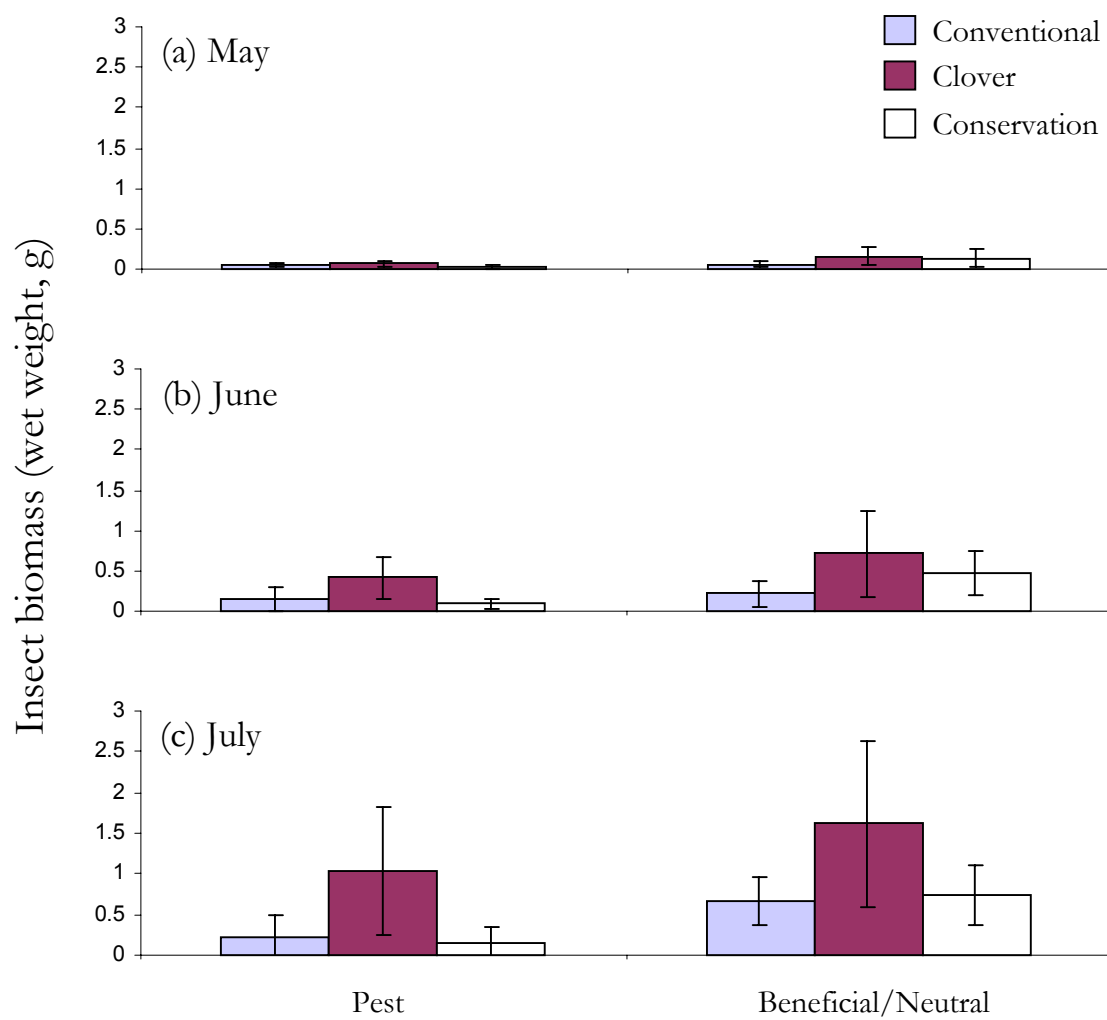 Insect biomass (wet weight, g)
(a) May
3
2.5
2
1.5
1
0.5
0
Conventional
Clover
Conservation
(b) June
3
2.5
2
1.5
1
0.5
0
(c) July
3
2.5
2
1.5
1
0.5
0
Pest
Beneficial/Neutral